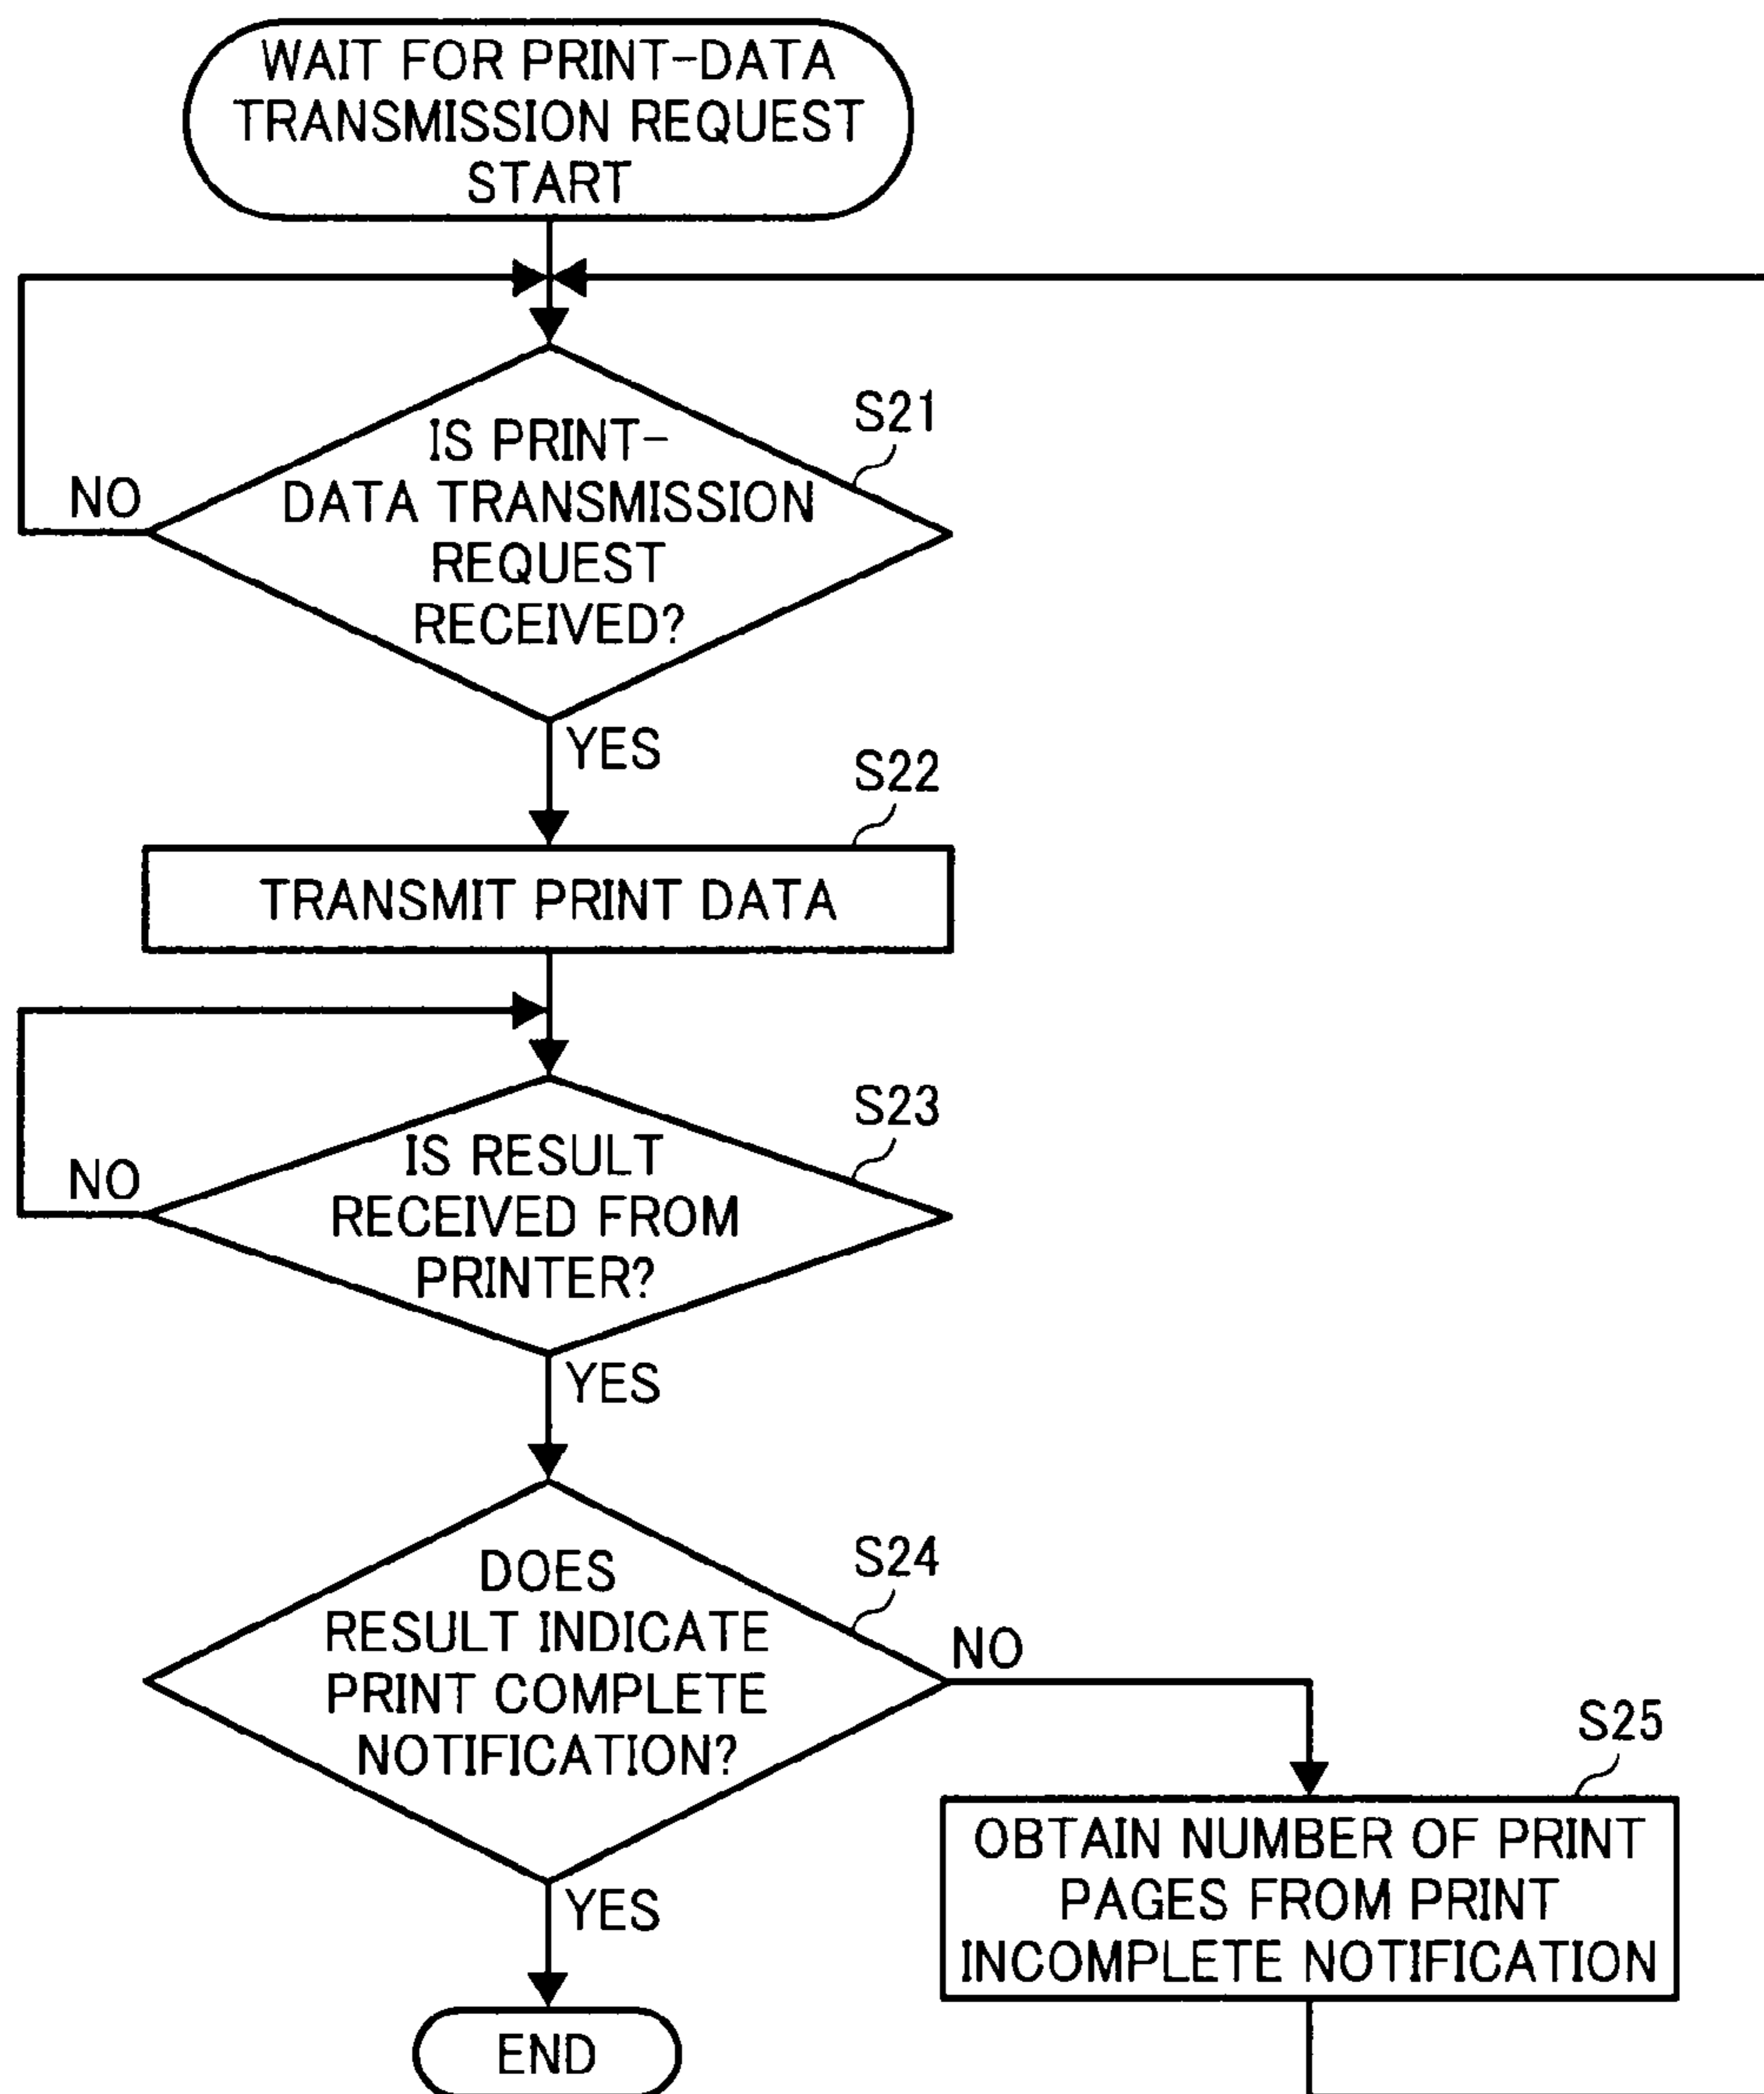 WAIT FOR PRINT-DATA
TRANSMISSION REQUEST
START
S21
IS PRINT-
DATA TRANSMISSION
REQUEST
RECEIVED?
NO
YES
S22
TRANSMIT PRINT DATA
S23
IS RESULT
RECEIVED FROM
PRINTER?
NO
YES
S24
DOES
RESULT INDICATE
PRINT COMPLETE
NOTIFICATION?
NO
S25
OBTAIN NUMBER OF PRINT
PAGES FROM PRINT
INCOMPLETE NOTIFICATION
YES
END